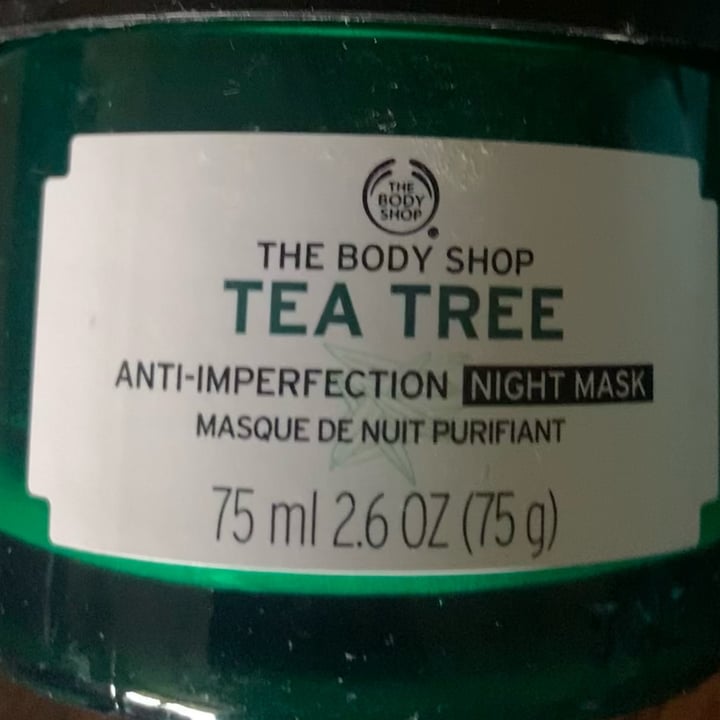 THE
BODY
SHOP
THE BODY SHOP
TEA TREE
ANTI-IMPERFECTION NIGHT MASK
MASQUE DE NUIT PURIFIANT
75 ml 2.6 OZ (75 g)